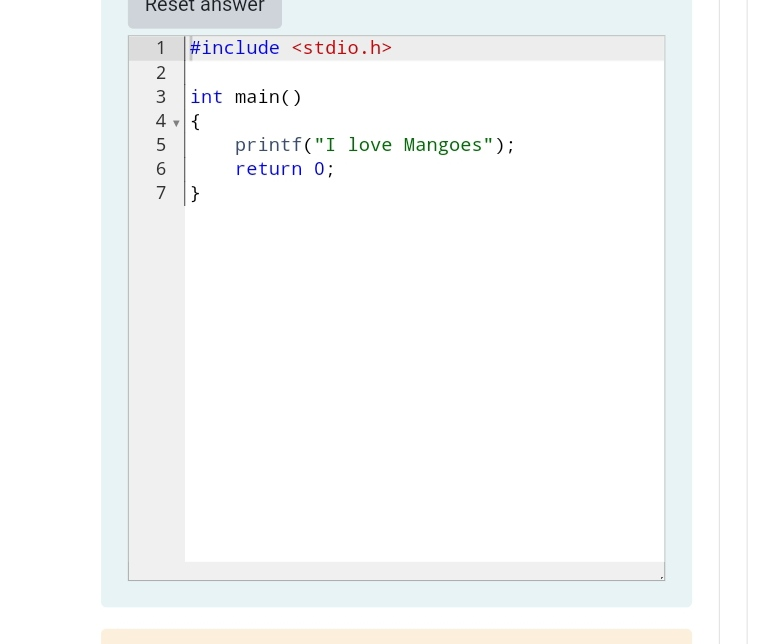 Reset answer
1 #include <stdio.h>
2
3 int main()
4 {
5     printf("I love Mangoes");
6     return 0;
7 }